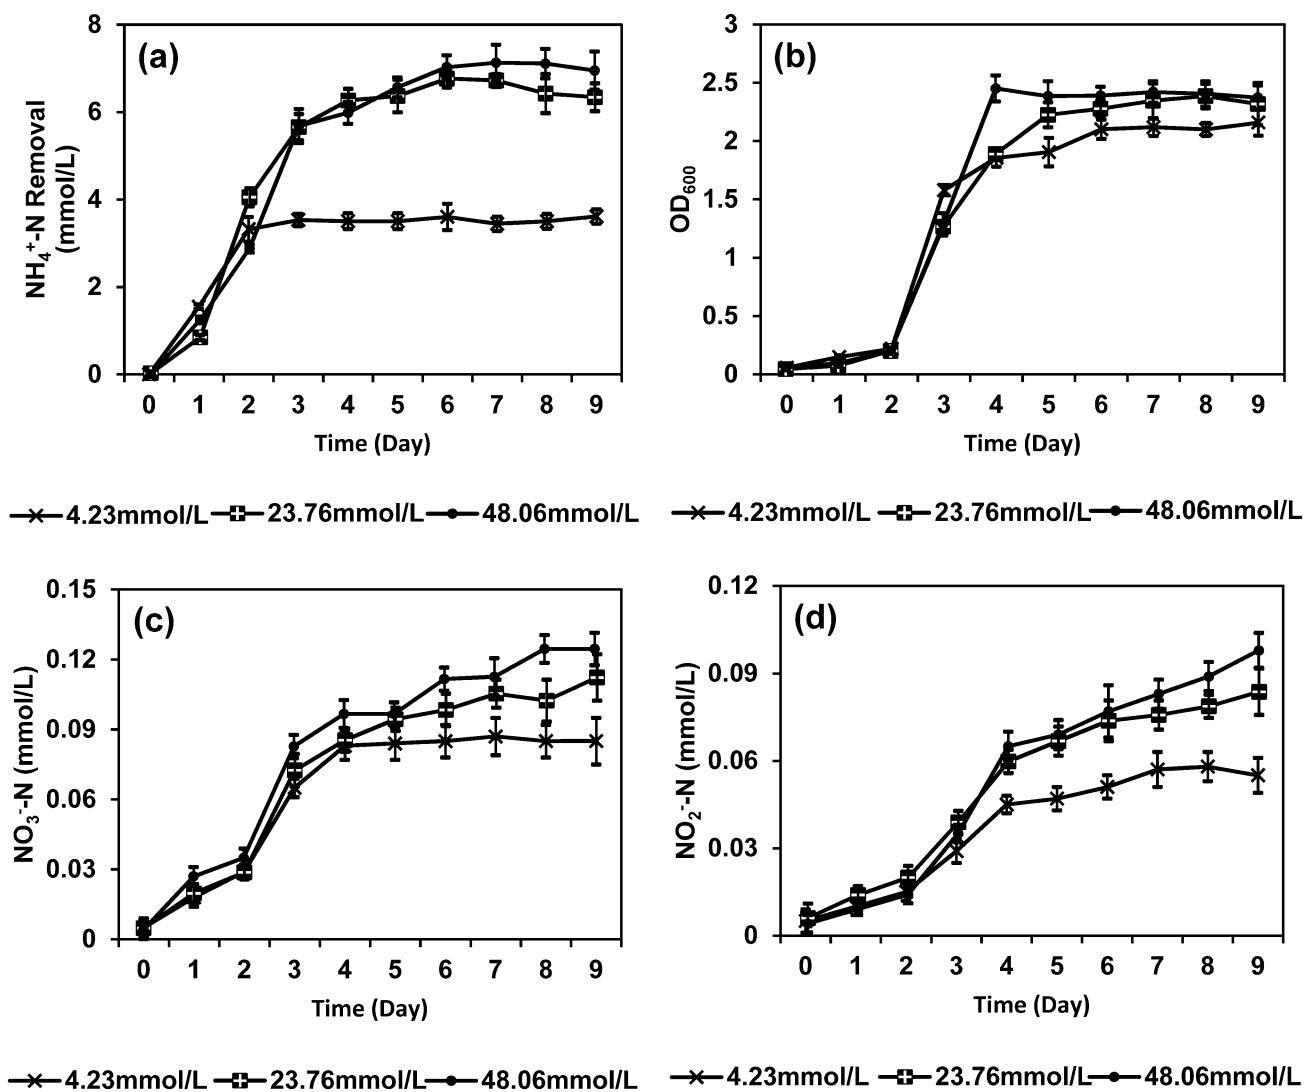 (a)
NH₄⁺-N Removal
(mmol/L)
8
6
4
2
0
0 1 2 3 4 5 6 7 8 9
Time (Day)
4.23mmol/L 23.76mmol/L 48.06mmol/L
(b)
OD₆₀₀
3
2.5
2
1.5
1
0.5
0
0 1 2 3 4 5 6 7 8 9
Time (Day)
4.23mmol/L 23.76mmol/L 48.06mmol/L
(c)
NO₃⁻-N (mmol/L)
0.15
0.12
0.09
0.06
0.03
0
0 1 2 3 4 5 6 7 8 9
Time (Day)
4.23mmol/L 23.76mmol/L 48.06mmol/L
(d)
NO₂⁻-N (mmol/L)
0.12
0.09
0.06
0.03
0
0 1 2 3 4 5 6 7 8 9
Time (Day)
4.23mmol/L 23.76mmol/L 48.06mmol/L